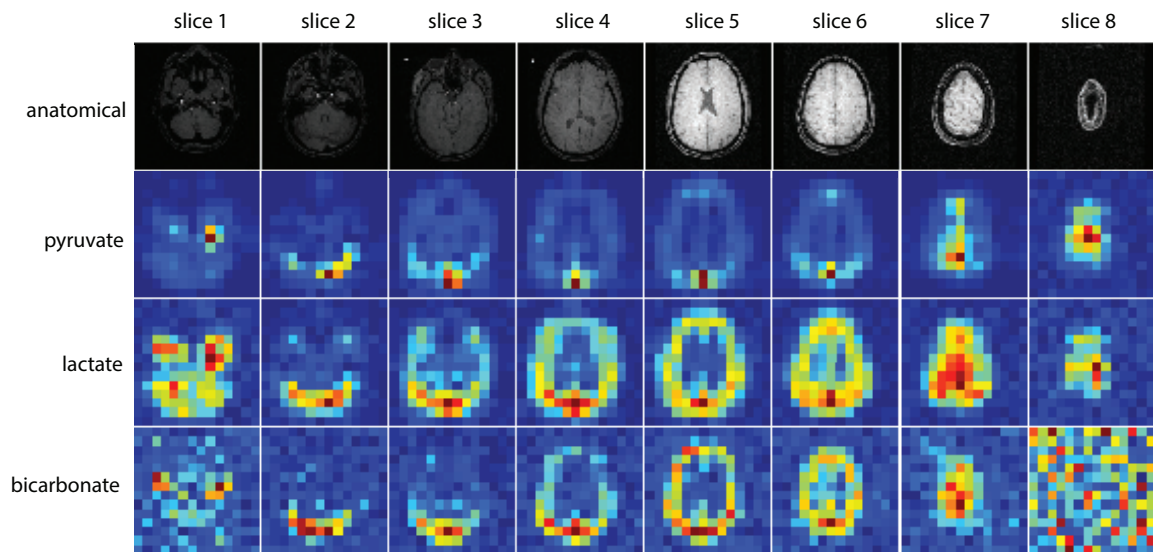 slice 1 slice 2 slice 3 slice 4 slice 5 slice 6 slice 7 slice 8
anatomical
pyruvate
lactate
bicarbonate